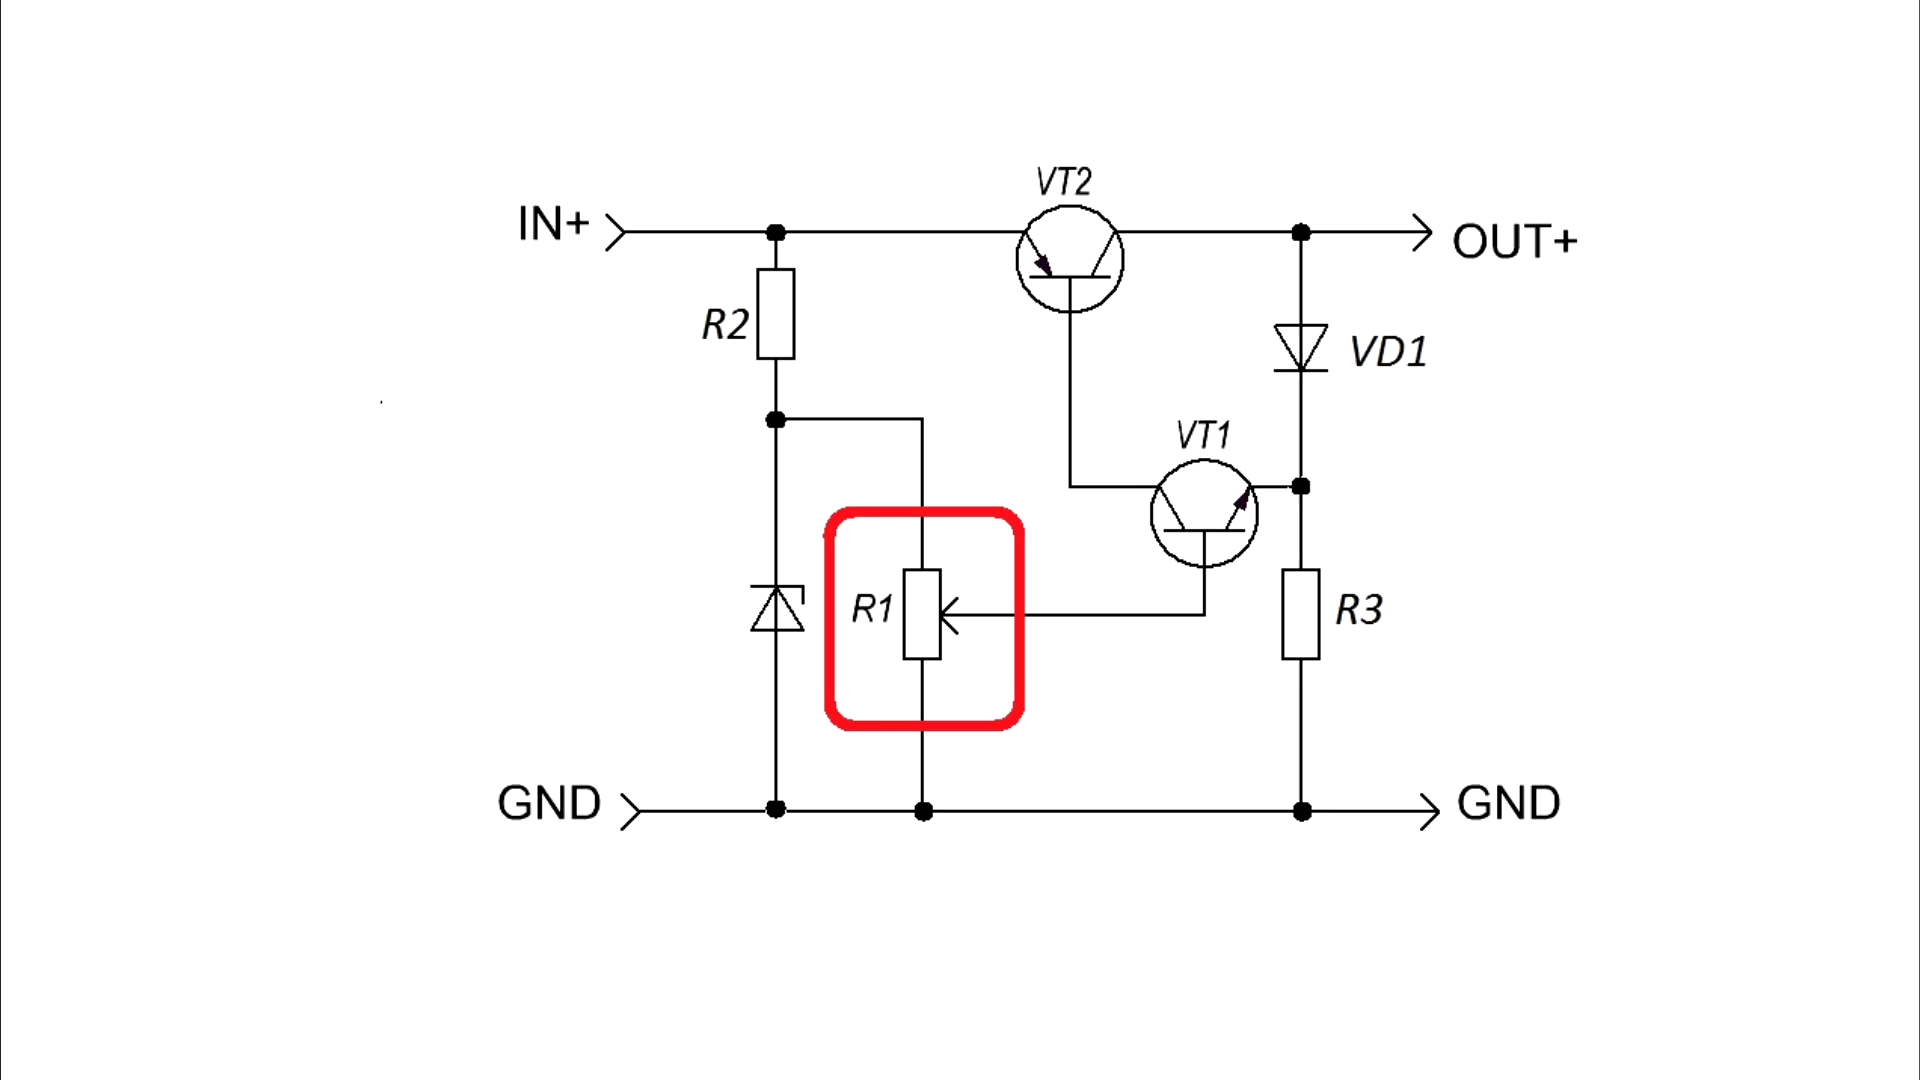 VT2
IN+
OUT+
R2
VD1
VT1
R1
R3
GND
GND